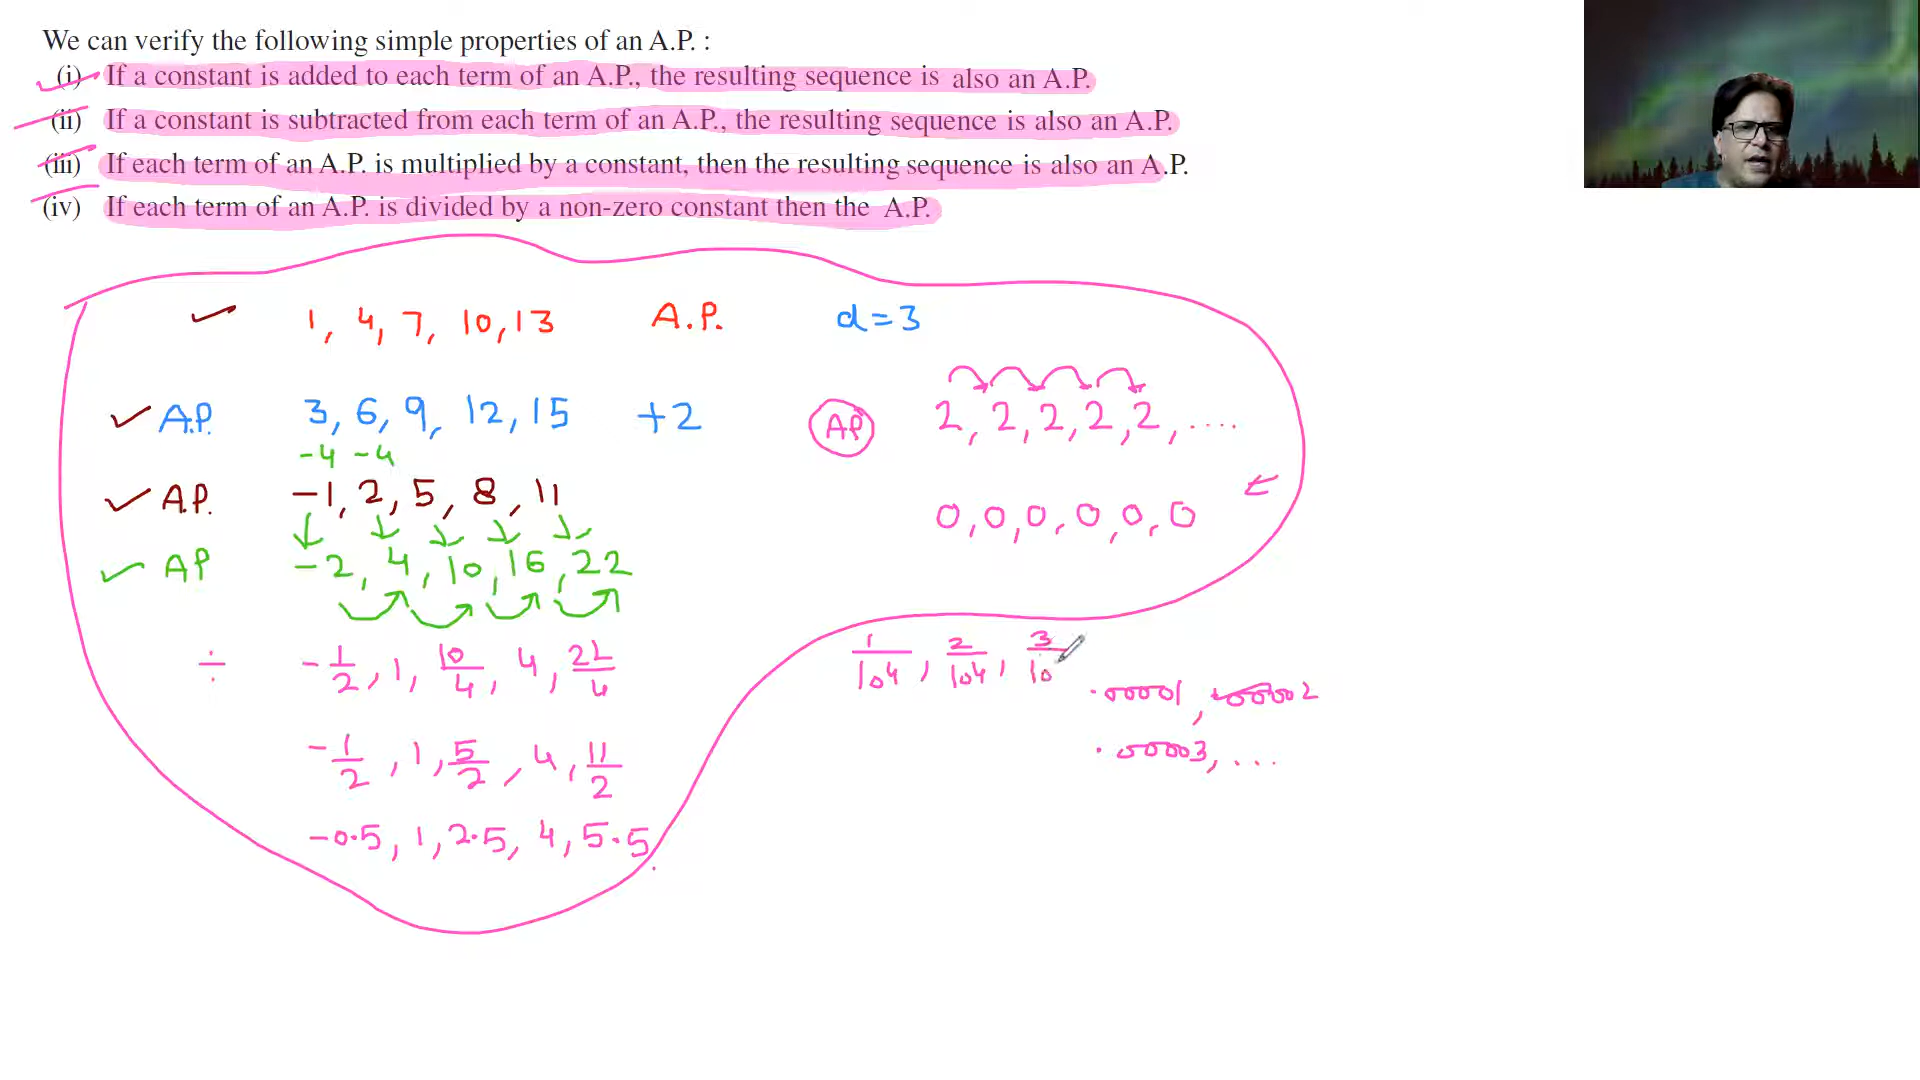 We can verify the following simple properties of an A.P. :
(i) If a constant is added to each term of an A.P., the resulting sequence is also an A.P.
(ii) If a constant is subtracted from each term of an A.P., the resulting sequence is also an A.P.
(iii) If each term of an A.P. is multiplied by a constant, then the resulting sequence is also an A.P.
(iv) If each term of an A.P. is divided by a non-zero constant then the A.P.
✓ 1, 4, 7, 10, 13 A.P. d=3
✓ A.P. 3, 6, 9, 12, 15 +2
-4 -4
✓ A.P. -1, 2, 5, 8, 11
✓ AP -2, 4, 10, 16, 22
÷ -1/2, 1, 10/4, 4, 22/4
-1/2, 1, 5/2, 4, 11/2
-0.5, 1, 2.5, 4, 5.5
AP 2, 2, 2, 2, 2, ....
0, 0, 0, 0, 0, 0
1/10⁴, 2/10⁴, 3/10
.00001, .00002
.00003, ...